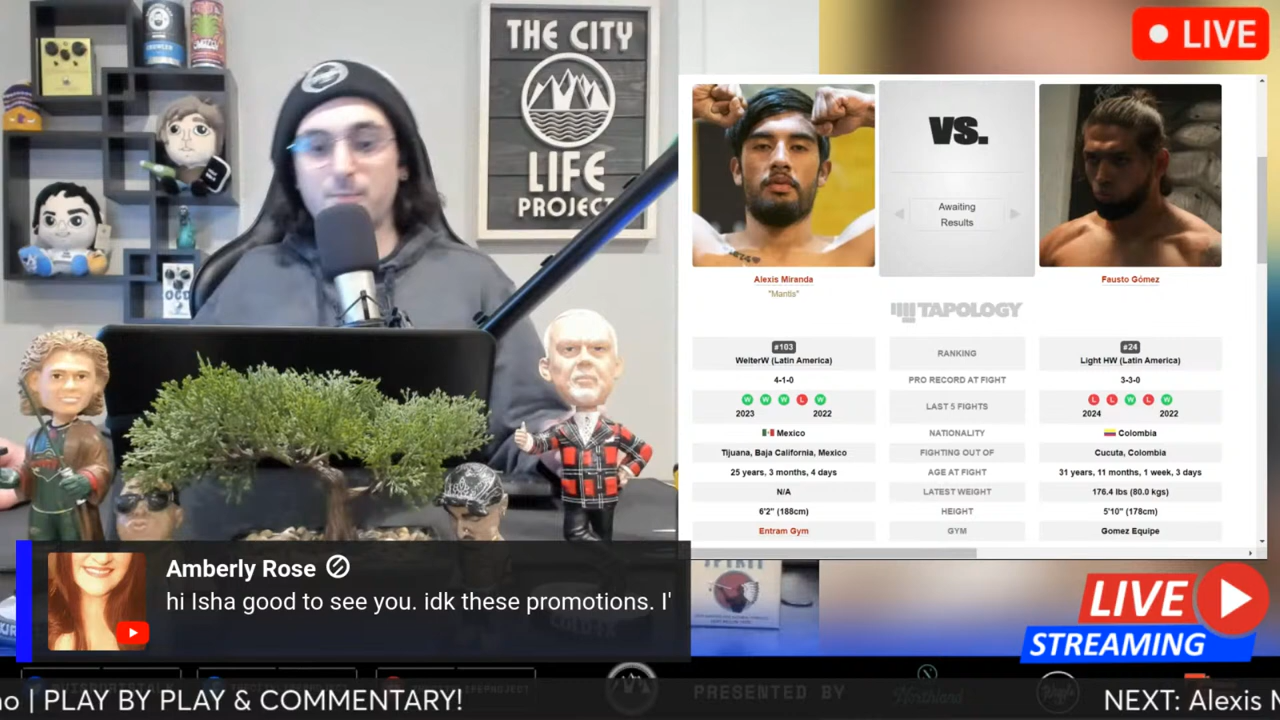 THE CITY
LIFE
PROJECT
LIVE
VS.
Awaiting
Results
Alexis Miranda
"Mantis"
Fausto Gómez
TAPOLOGY
#103
WelterW (Latin America)
RANKING
#24
Light HW (Latin America)
4-1-0
PRO RECORD AT FIGHT
3-3-0
W W W L W
2023 2022
LAST 5 FIGHTS
L L W L W
2024 2022
Mexico
NATIONALITY
Colombia
Tijuana, Baja California, Mexico
FIGHTING OUT OF
Cucuta, Colombia
25 years, 3 months, 4 days
AGE AT FIGHT
31 years, 11 months, 1 week, 3 days
N/A
LATEST WEIGHT
176.4 lbs (80.0 kgs)
6'2" (188cm)
HEIGHT
5'10" (178cm)
Entram Gym
GYM
Gomez Equipe
Amberly Rose
hi Isha good to see you. idk these promotions. I'
SPIRIT
LIVE
STREAMING
PRESENTED BY
Northland
no | PLAY BY PLAY & COMMENTARY!
NEXT: Alexis M